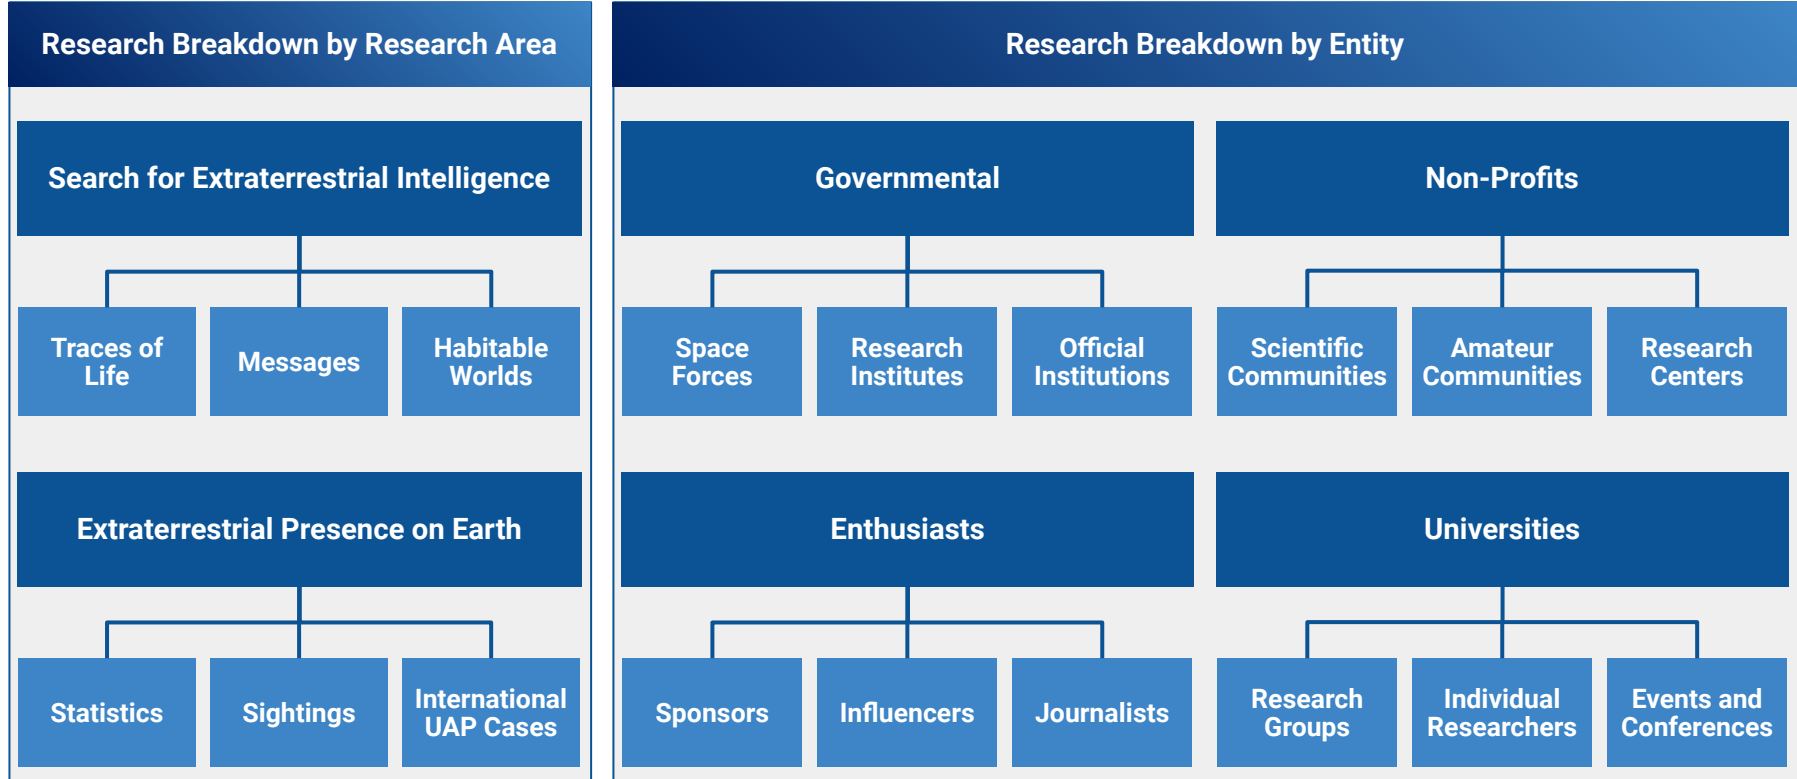 Research Breakdown by Research Area
Search for Extraterrestrial Intelligence
Traces of
Life
Messages
Habitable
Worlds
Extraterrestrial Presence on Earth
Statistics
Sightings
International
UAP Cases
Research Breakdown by Entity
Governmental
Space
Forces
Research
Institutes
Official
Institutions
Non-Profits
Scientific
Communities
Amateur
Communities
Research
Centers
Enthusiasts
Sponsors
Influencers
Journalists
Universities
Research
Groups
Individual
Researchers
Events and
Conferences